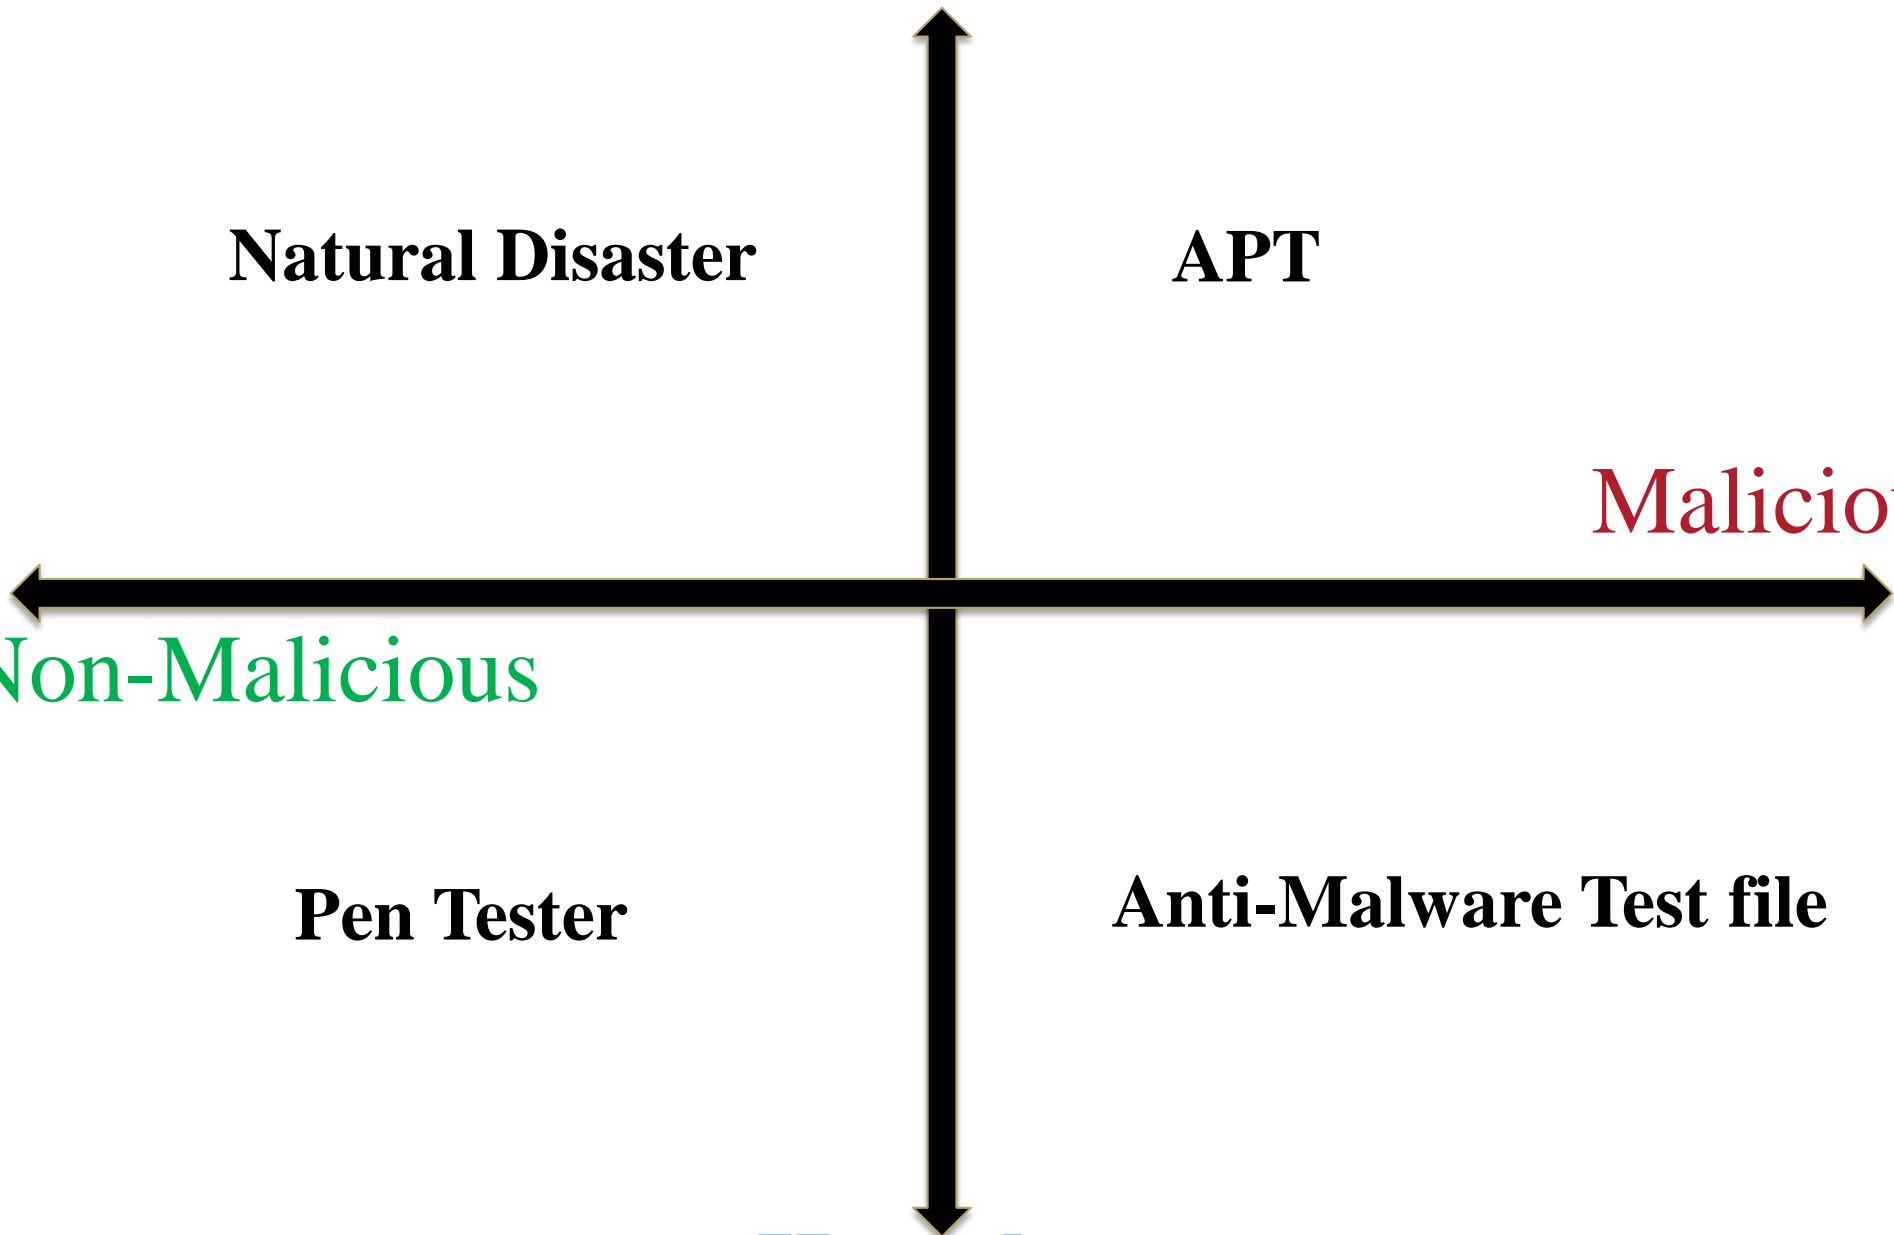 Natural Disaster
APT
Malicio
Non-Malicious
Pen Tester
Anti-Malware Test file